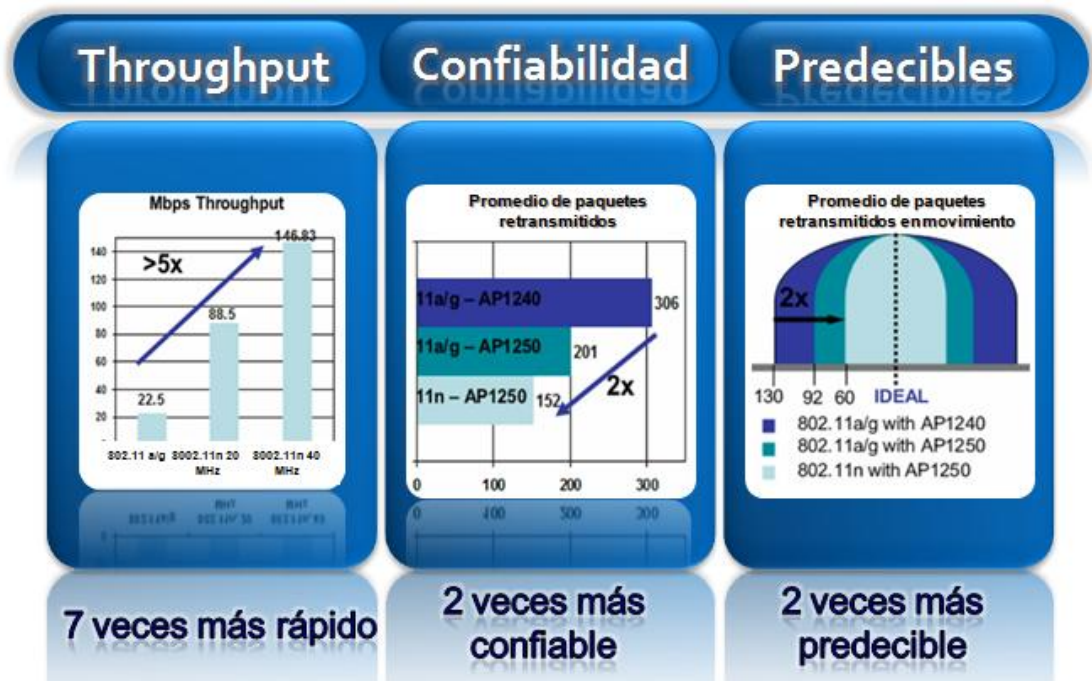 Throughput
Confiabilidad
Predecibles
Mbps Throughput
146.83
140
>5x
120
100
88.5
80
60
40
22.5
20
802.11 a/g 8002.11n 20 8002.11n 40
MHz MHz
Promedio de paquetes
retransmitidos
11a/g – AP1240
306
11a/g – AP1250
201
11n – AP1250
152
2x
0 100 200 300
Promedio de paquetes
retransmitidos en movimiento
2x
130 92 60 IDEAL
802.11a/g with AP1240
802.11a/g with AP1250
802.11n with AP1250
7 veces más rápido
2 veces más
confiable
2 veces más
predecible